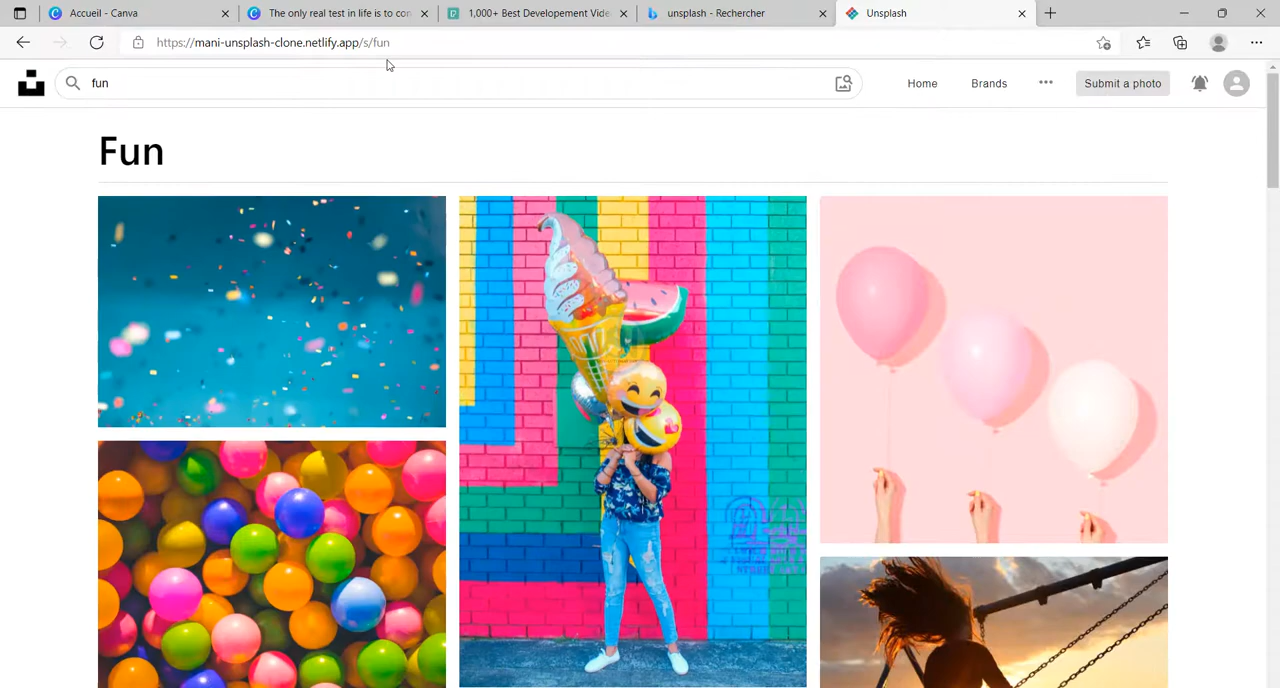 Accueil - Canva
The only real test in life is to con
1,000+ Best Developement Vide
unsplash - Rechercher
Unsplash
https://mani-unsplash-clone.netlify.app/s/fun
fun
Home
Brands
Submit a photo
Fun